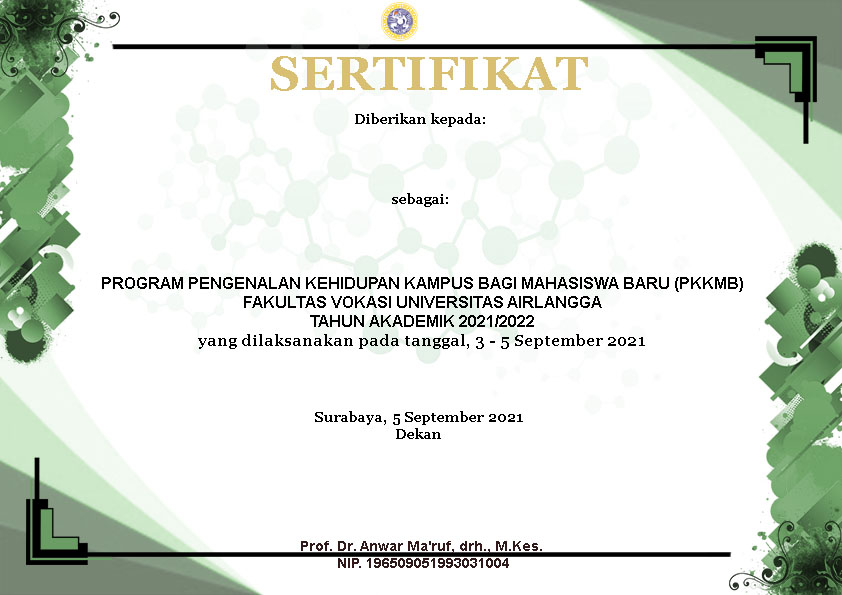 SERTIFIKAT
Diberikan kepada:
sebagai:
PROGRAM PENGENALAN KEHIDUPAN KAMPUS BAGI MAHASISWA BARU (PKKMB)
FAKULTAS VOKASI UNIVERSITAS AIRLANGGA
TAHUN AKADEMIK 2021/2022
yang dilaksanakan pada tanggal, 3 - 5 September 2021
Surabaya, 5 September 2021
Dekan
Prof. Dr. Anwar Ma'ruf, drh., M.Kes.
NIP. 196509051993031004